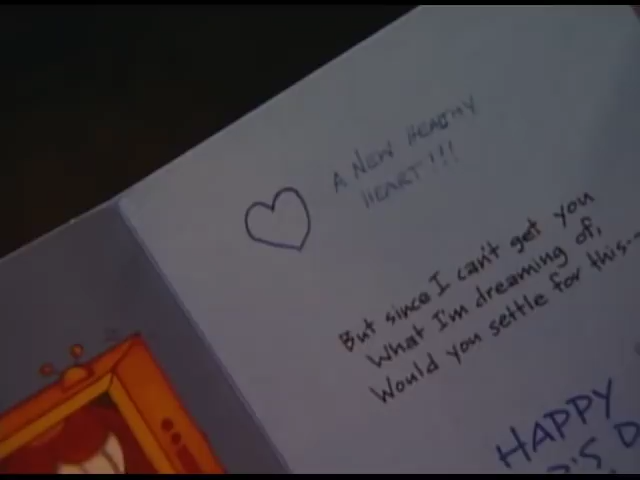 A NEW HEALTHY
HEART!!!
But since I can't get you
What I'm dreaming of,
Would you settle for this...
HAPPY